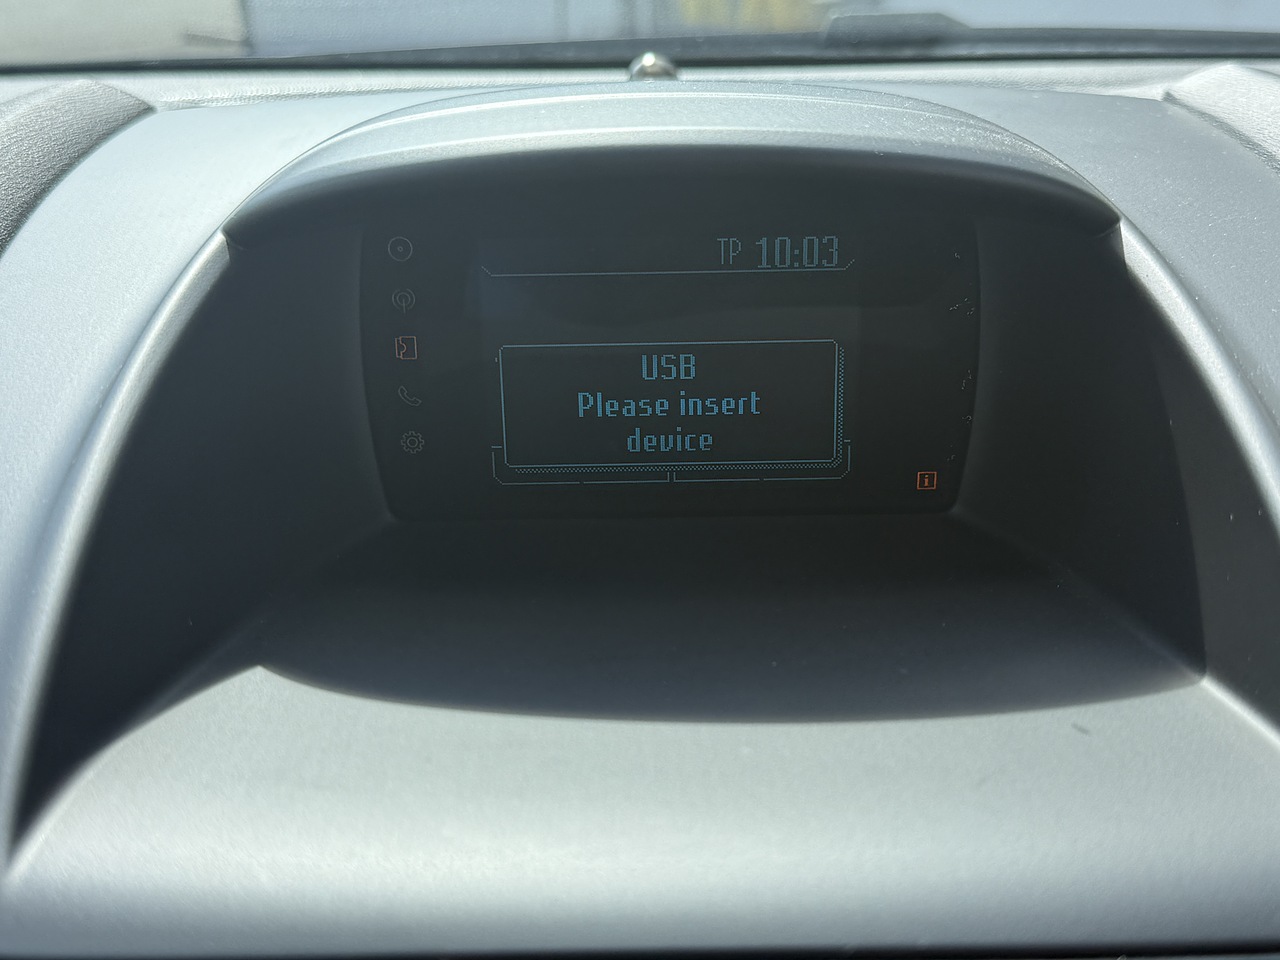 TP 10:03
USB
Please insert
device
i